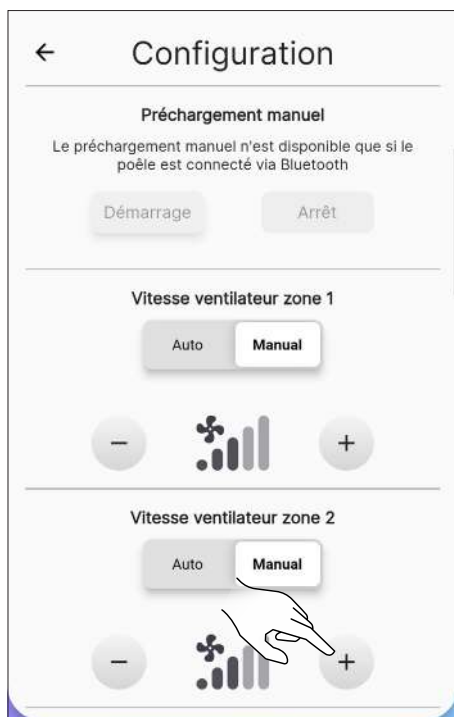 Configuration
Préchargement manuel
Le préchargement manuel n'est disponible que si le
poêle est connecté via Bluetooth
Démarrage Arrêt
Vitesse ventilateur zone 1
Auto Manual
Vitesse ventilateur zone 2
Auto Manual